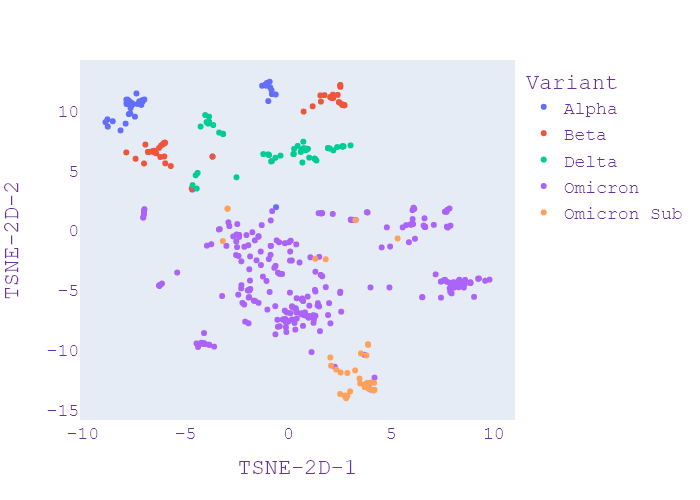 Variant
Alpha
Beta
Delta
Omicron
Omicron Sub
TSNE-2D-2
10
5
0
−5
−10
−15
−10
−5
0
5
10
TSNE-2D-1